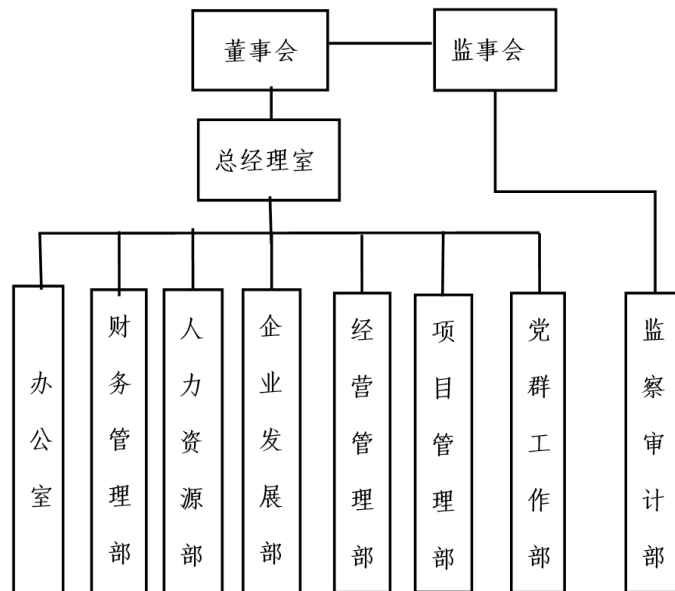 董事会
监事会
总经理室
办公室
财务管理部
人力资源部
企业发展部
经营管理部
项目管理部
党群工作部
监察审计部